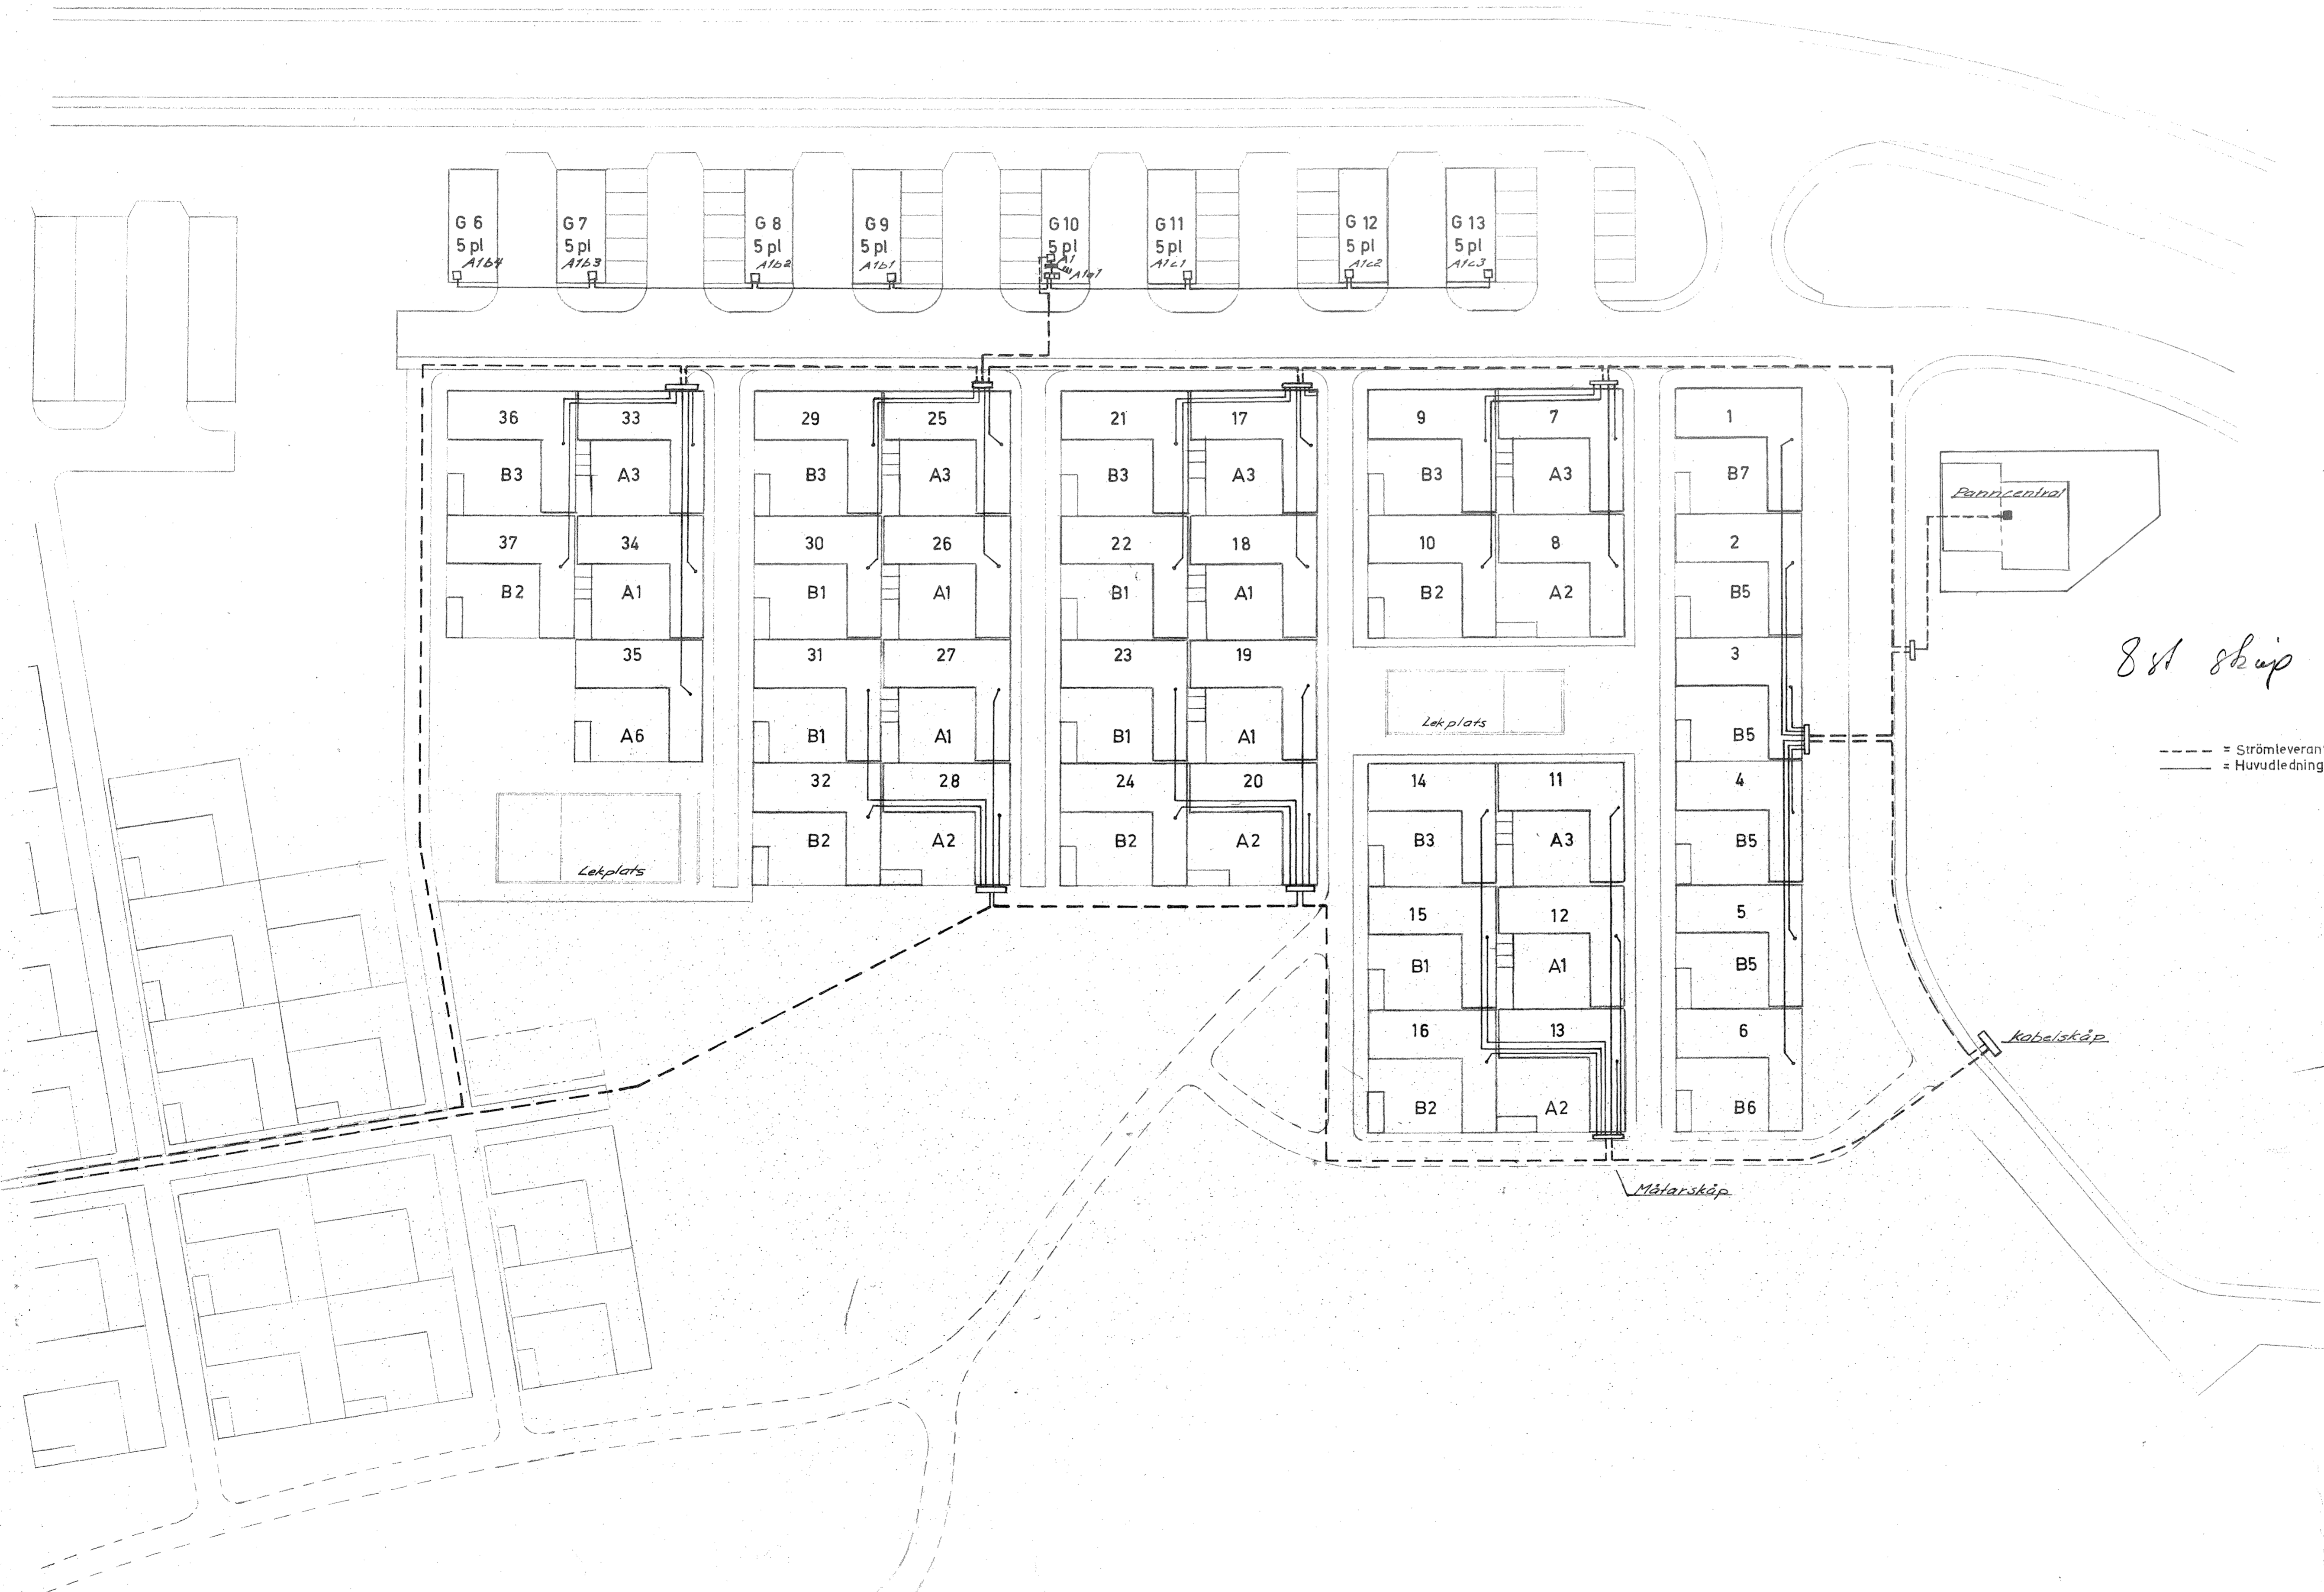 G 6
5 pl
A1b4
G 7
5 pl
A1b3
G 8
5 pl
A1b2
G 9
5 pl
A1b1
G10
5 pl
A1
A1a1
G 11
5 pl
A1c1
G 12
5 pl
A1c2
G 13
5 pl
A1c3
36
33
29
25
21
17
9
7
1
B3
A3
B3
A3
B3
A3
B3
A3
B7
Panncentral
37
34
30
26
22
18
10
8
2
B2
A1
B1
A1
B1
A1
B2
A2
B5
35
31
27
23
19
3
8 st skåp
A6
B1
A1
B1
A1
Lekplats
B5
= Strömleveran
= Huvudledning
32
28
24
20
14
11
4
Lekplats
B2
A2
B2
A2
B3
A3
B5
15
12
5
B1
A1
B5
16
13
6
Kabelskåp
B2
A2
B6
Mätarskåp